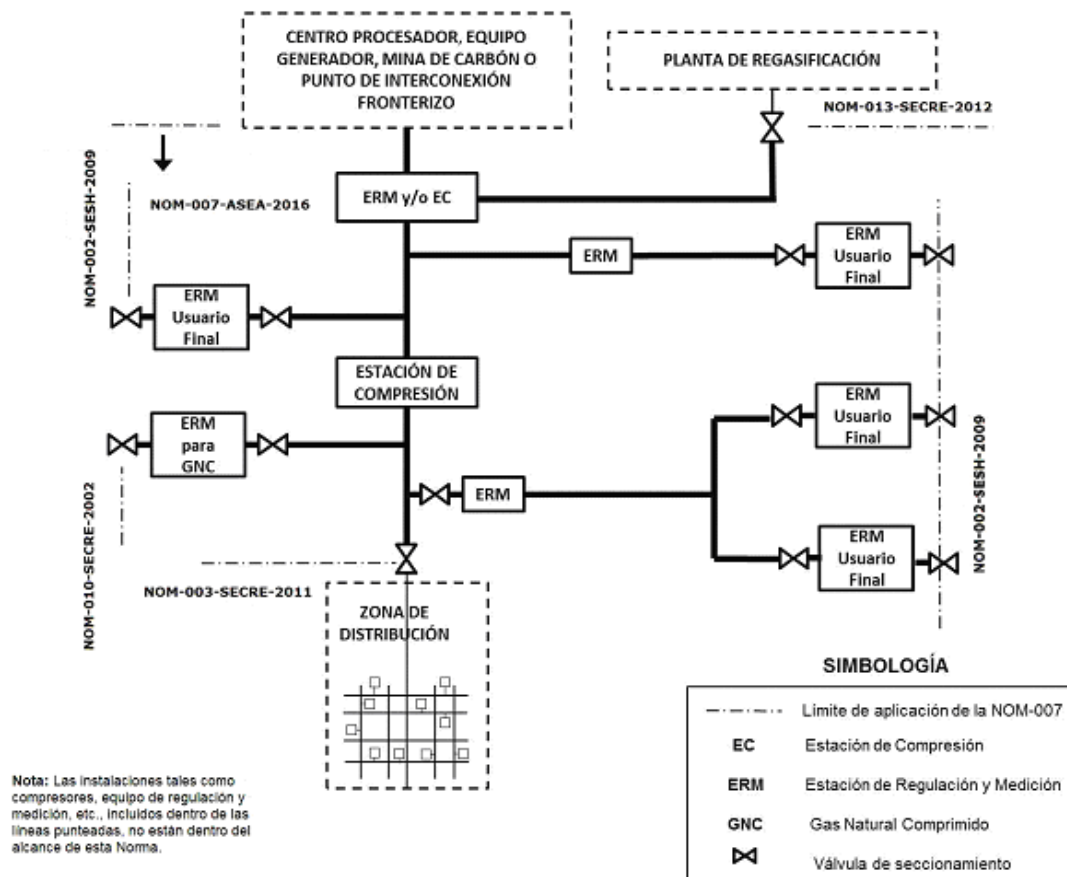 CENTRO PROCESADOR, EQUIPO
GENERADOR, MINA DE CARBÓN O
PUNTO DE INTERCONEXIÓN
FRONTERIZO
PLANTA DE REGASIFICACIÓN
NOM-013-SECRE-2012
NOM-002-SESH-2009
NOM-007-ASEA-2016
ERM y/o EC
ERM
ERM
Usuario
Final
ERM
Usuario
Final
ESTACIÓN DE
COMPRESIÓN
ERM
Usuario
Final
ERM
para
GNC
ERM
NOM-002-SESH-2009
ERM
Usuario
Final
NOM-010-SECRE-2002
NOM-003-SECRE-2011
ZONA DE
DISTRIBUCIÓN
SIMBOLOGÍA
Límite de aplicación de la NOM-007
EC Estación de Compresión
ERM Estación de Regulación y Medición
GNC Gas Natural Comprimido
Válvula de seccionamiento
Nota: Las instalaciones tales como
compresores, equipo de regulación y
medición, etc., incluidos dentro de las
líneas punteadas, no están dentro del
alcance de esta Norma.